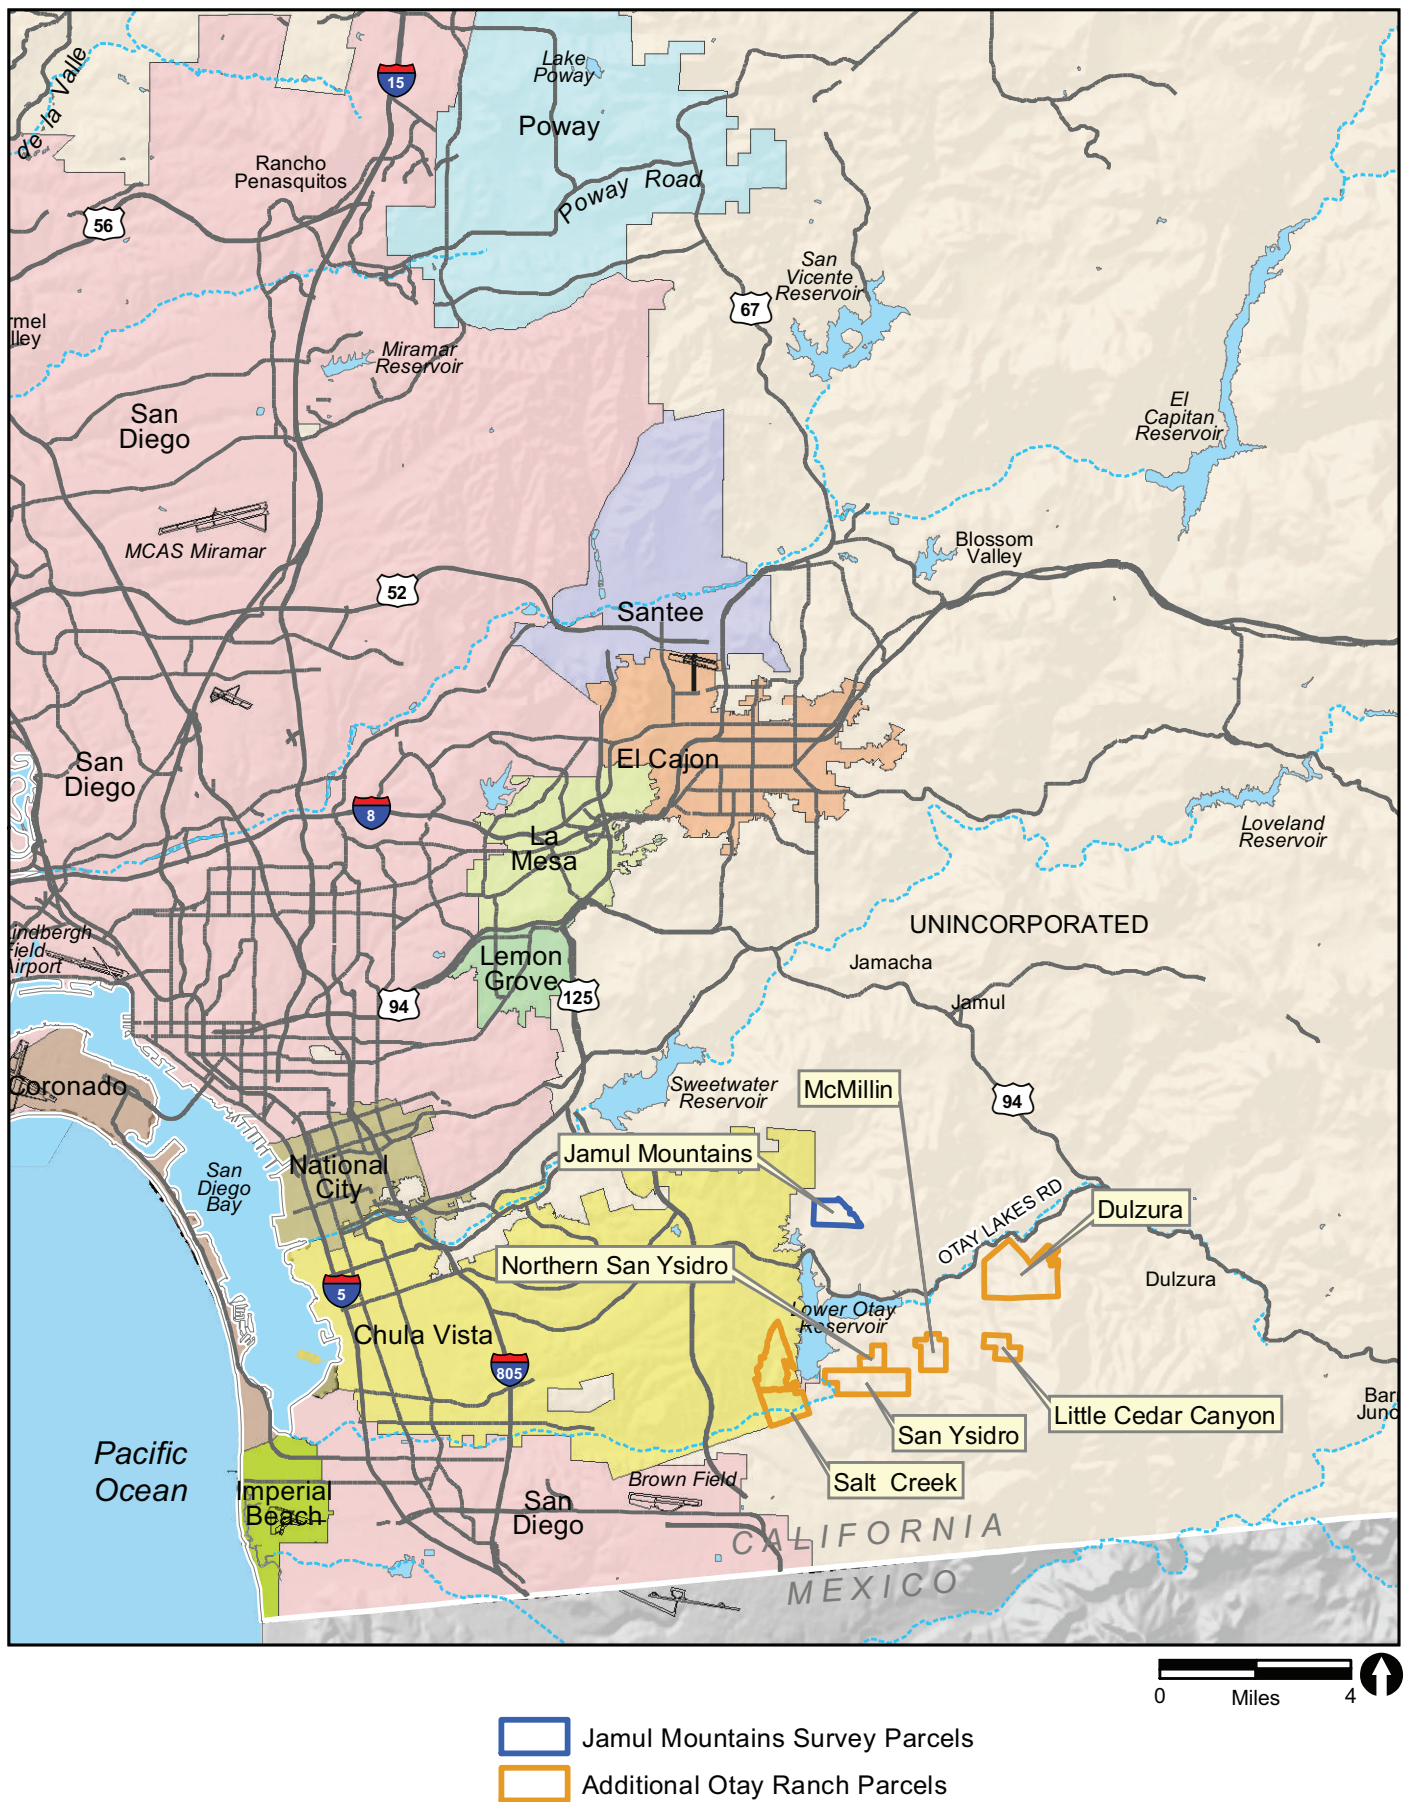 de la Valle
15
Lake
Poway
Poway
Rancho
Penasquitos
Poway Road
56
San
Vicente
Reservoir
67
rmel
lley
Miramar
Reservoir
San
Diego
El
Capitan
Reservoir
MCAS Miramar
Blossom
Valley
52
Santee
San
Diego
El Cajon
8
La
Mesa
Loveland
Reservoir
UNINCORPORATED
indbergh
Field
Airport
Lemon
Grove
Jamacha
125
94
Jamul
Coronado
Sweetwater
Reservoir
McMillin
94
Jamul Mountains
National
City
San
Diego
Bay
OTAY LAKES RD
Dulzura
Northern San Ysidro
Dulzura
5
Lower Otay
Reservoir
Chula Vista
805
Little Cedar Canyon
Bar
Junc
San Ysidro
Pacific
Ocean
Salt Creek
Brown Field
Imperial
Beach
San
Diego
CALIFORNIA
MEXICO
0 Miles 4
Jamul Mountains Survey Parcels
Additional Otay Ranch Parcels